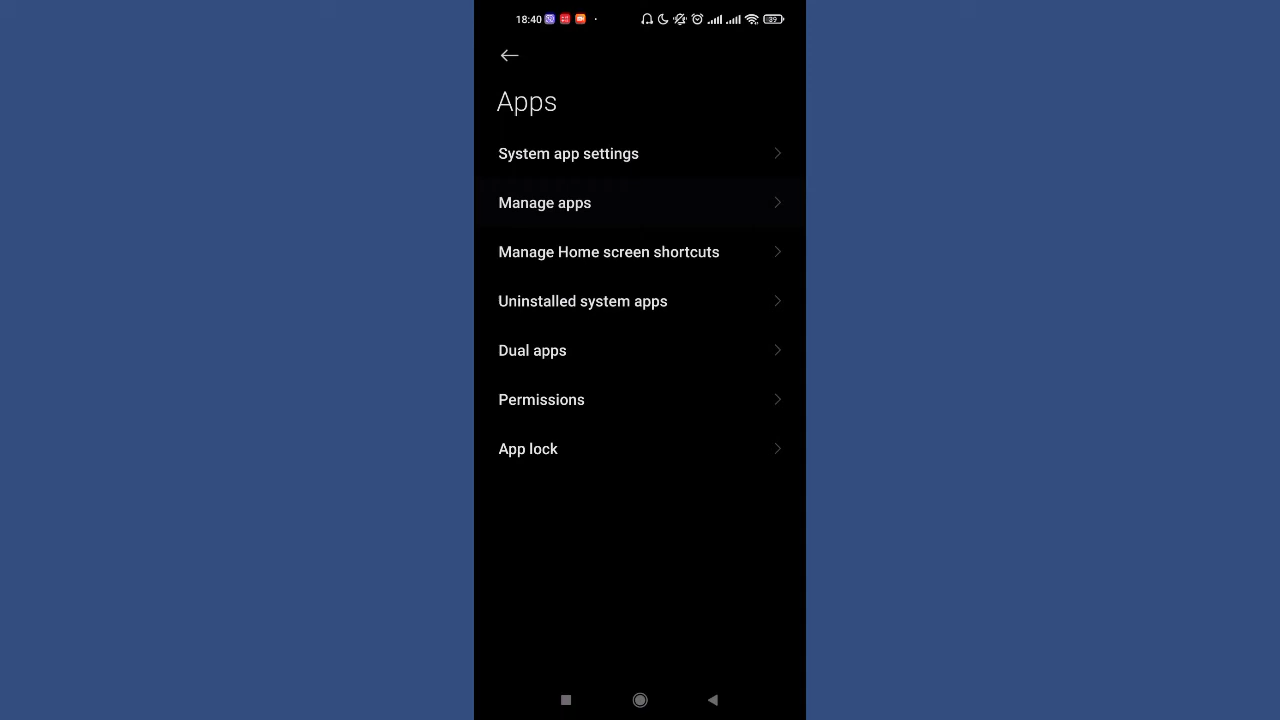 18:40
Apps
System app settings
Manage apps
Manage Home screen shortcuts
Uninstalled system apps
Dual apps
Permissions
App lock